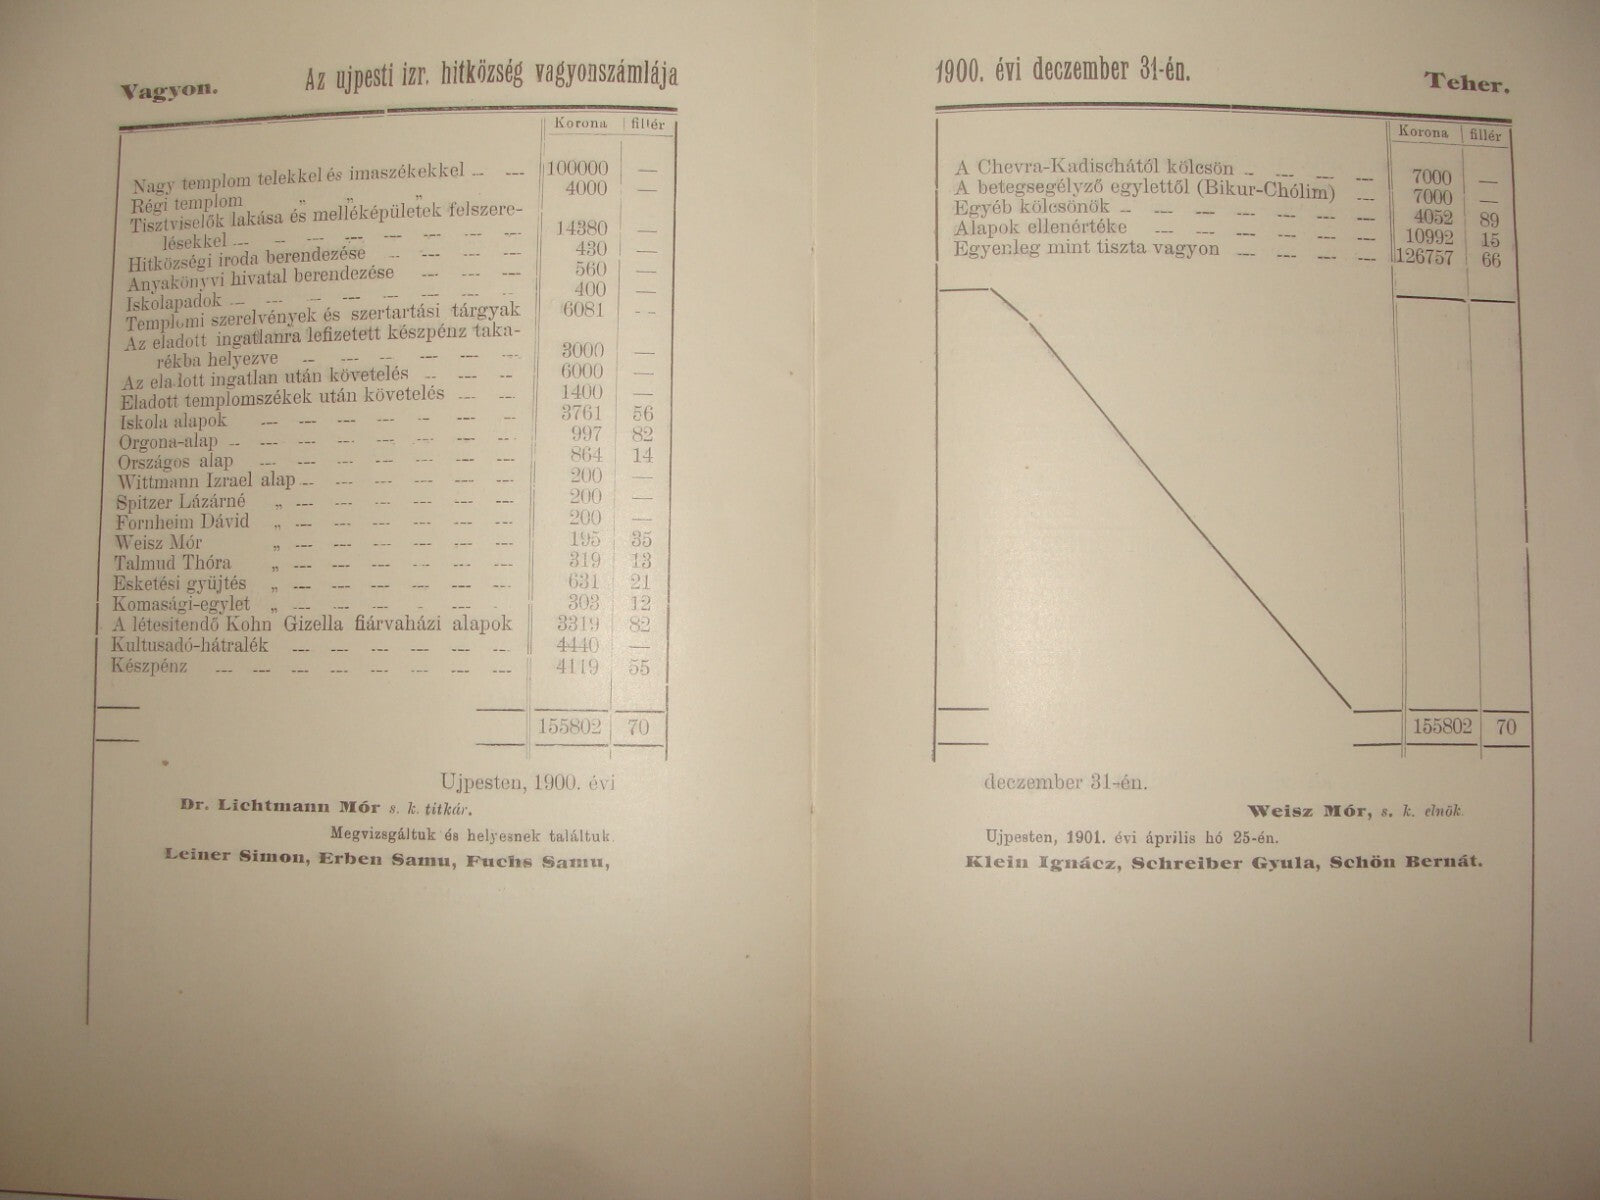 Vagyon. Az ujpesti izr. hitközség vagyonszámlája
Korona fillér
Nagy templom telekkel és imaszékekkel 100000 —
Régi templom „ „ „ 4000 —
Tisztviselők lakása és melléképületek felszere-
lésekkel 14380 —
Hitközségi iroda berendezése 430 —
Anyakönyvi hivatal berendezése 560 —
Iskolapadok 400 —
Templomi szerelvények és szertartási tárgyak 6081 —
Az eladott ingatlanra lefizetett készpénz taka-
rékba helyezve 3000 —
Az eladott ingatlan után követelés 6000 —
Eladott templomszékek után követelés 1400 —
Iskola alapok 3761 56
Orgona-alap 997 82
Országos alap 864 14
Wittmann Izrael alap 200 —
Spitzer Lázárné „ 200 —
Fornheim Dávid „ 200 —
Weisz Mór „ 195 35
Talmud Thóra „ 319 13
Esketési gyüjtés „ 631 21
Komasági-egylet „ 303 12
A létesitendő Kohn Gizella fiárvaházi alapok 3319 82
Kultusadó-hátralék 4440 —
Készpénz 4119 55
155802 70
Ujpesten, 1900. évi
Dr. Lichtmann Mór s. k. titkár.
Megvizsgáltuk és helyesnek találtuk
Leiner Simon, Erben Samu, Fuchs Samu,
1900. évi deczember 31-én. Teher.
Korona fillér
A Chevra-Kadischától kölcsön 7000 —
A betegsegélyző egylettől (Bikur-Chólim) 7000 —
Egyéb kölcsönök 4052 89
Alapok ellenértéke 10992 15
Egyenleg mint tiszta vagyon 126757 66
155802 70
deczember 31-én.
Weisz Mór, s. k. elnök.
Ujpesten, 1901. évi április hó 25-én.
Klein Ignácz, Schreiber Gyula, Schön Bernát.